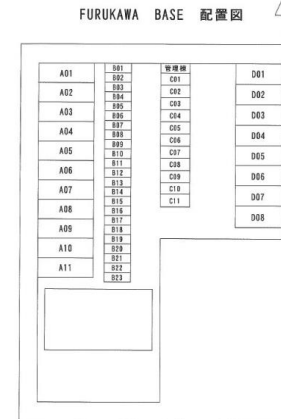 FURUKAWA BASE 配置図
A01
A02
A03
A04
A05
A06
A07
A08
A09
A10
A11
B01
B02
B03
B04
B05
B06
B07
B08
B09
B10
B11
B12
B13
B14
B15
B16
B17
B18
B19
B20
B21
B22
B23
管理棟
C01
C02
C03
C04
C05
C06
C07
C08
C09
C10
C11
D01
D02
D03
D04
D05
D06
D07
D08